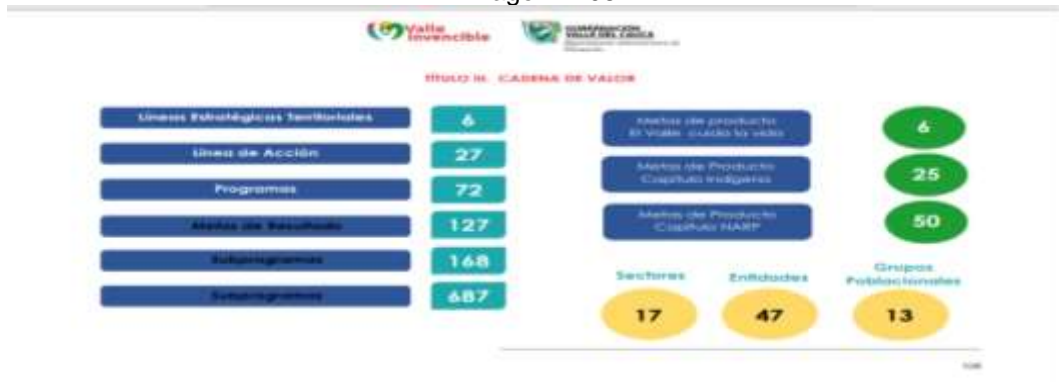 Valle
Invencible
GOBERNACIÓN
VALLE DEL CAUCA
TÍTULO III. CADENA DE VALOR
Líneas Estratégicas Territoriales
6
Línea de Acción
27
Programas
72
Metas de Resultado
127
Subprogramas
168
Subprogramas
687
Metas de producto
El Valle cuida la vida
6
Metas de Producto
Capítulo Indígena
25
Metas de Producto
Capítulo NARP
50
Sectores
Entidades
Grupos
Poblacionales
17
47
13